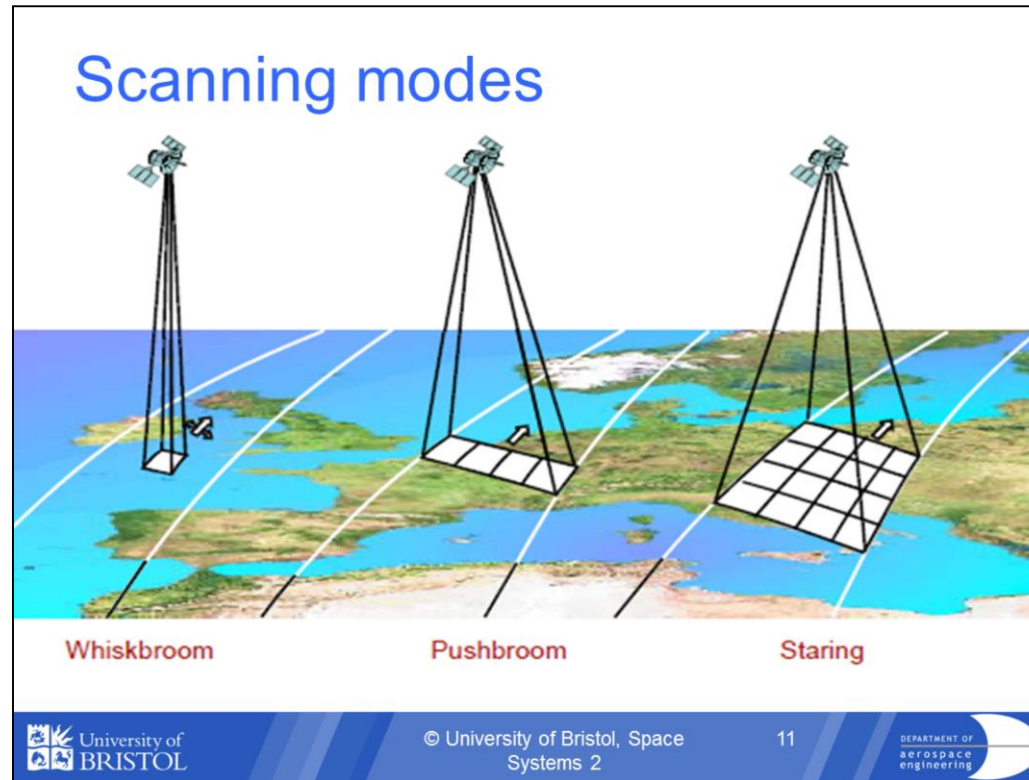 Scanning modes
Whiskbroom
Pushbroom
Staring
University of
BRISTOL
© University of Bristol, Space
Systems 2
11
DEPARTMENT OF
aerospace
engineering